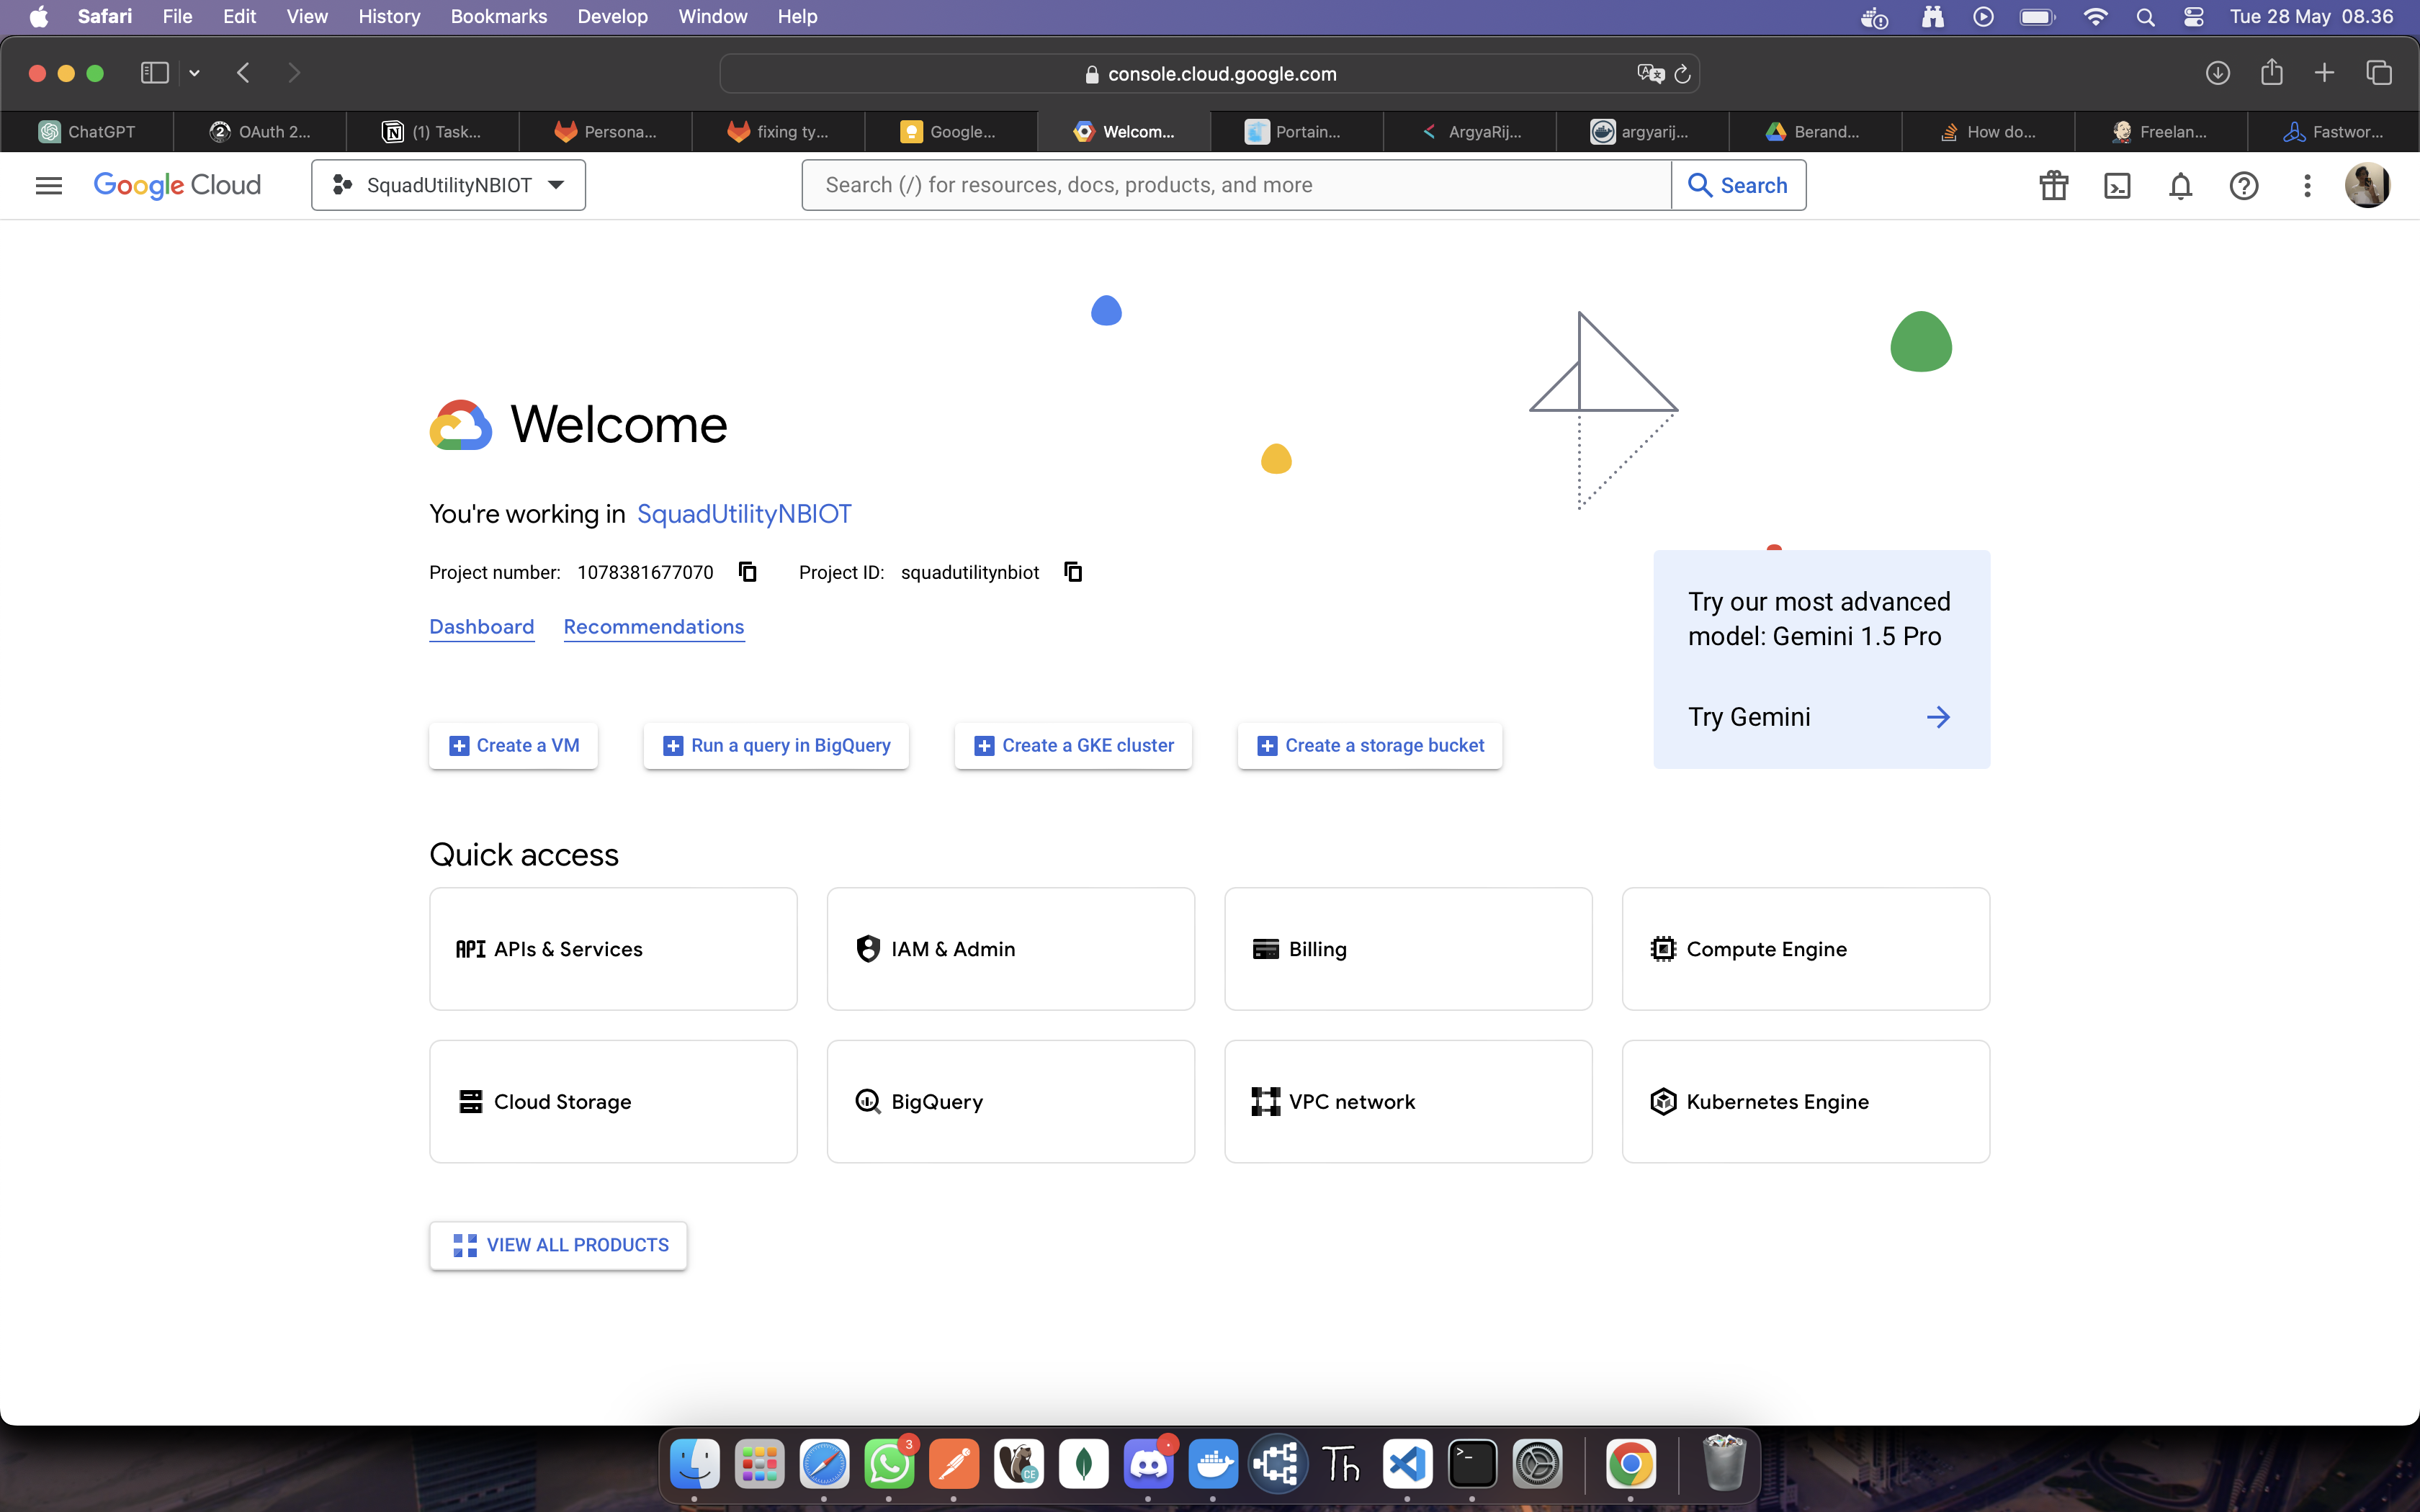 Safari File Edit View History Bookmarks Develop Window Help Tue 28 May 08.36
console.cloud.google.com
ChatGPT OAuth 2... (1) Task... Persona... fixing ty... Google... Welcom... Portain... ArgyaRij... argyarij... Berand... How do... Freelan... Fastwor...
Google Cloud SquadUtilityNBIOT Search (/) for resources, docs, products, and more Search
Welcome
You're working in SquadUtilityNBIOT
Project number: 1078381677070 Project ID: squadutilitynbiot
Dashboard Recommendations
Try our most advanced
model: Gemini 1.5 Pro
Try Gemini
Create a VM Run a query in BigQuery Create a GKE cluster Create a storage bucket
Quick access
API APIs & Services IAM & Admin Billing Compute Engine
Cloud Storage BigQuery VPC network Kubernetes Engine
VIEW ALL PRODUCTS
3
CE
Th